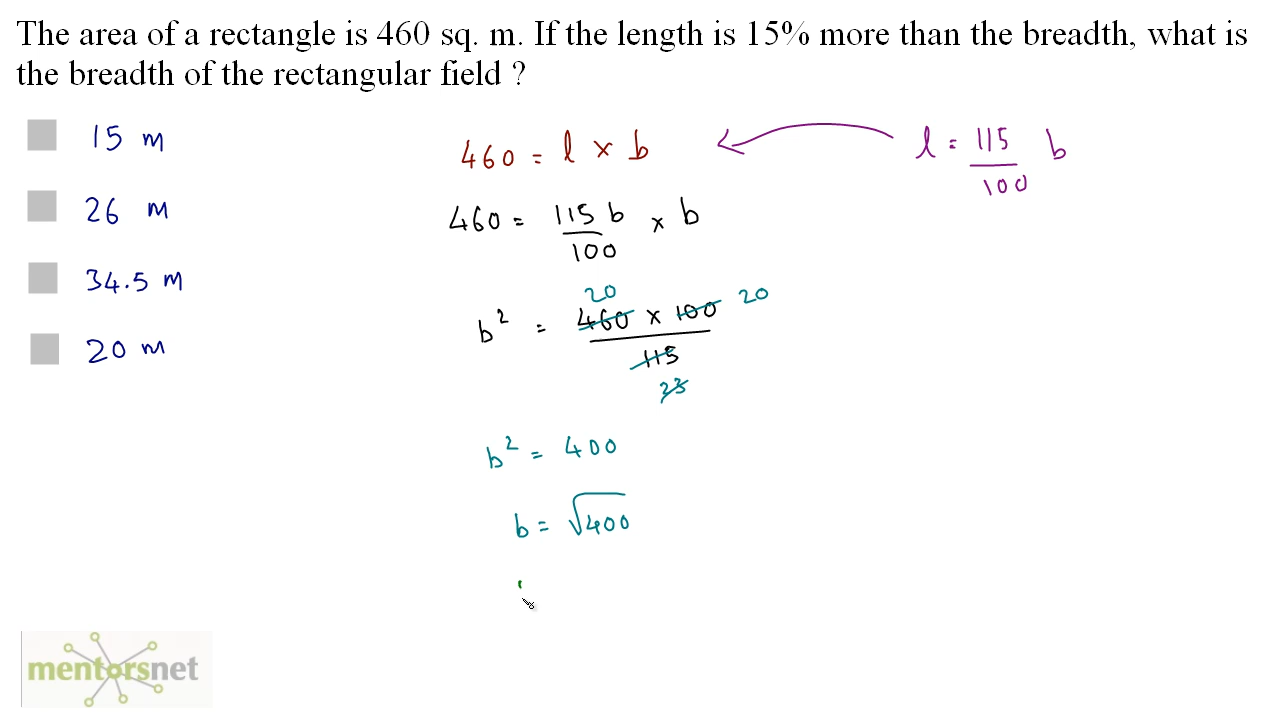 The area of a rectangle is 460 sq. m. If the length is 15% more than the breadth, what is
the breadth of the rectangular field ?
15 m
26 m
34.5 m
20 m
460 = l × b
l = 115/100 b
460 = 115 b/100 × b
20 20
b² = 460 × 100/115
23
b² = 400
b = √400
mentorsnet